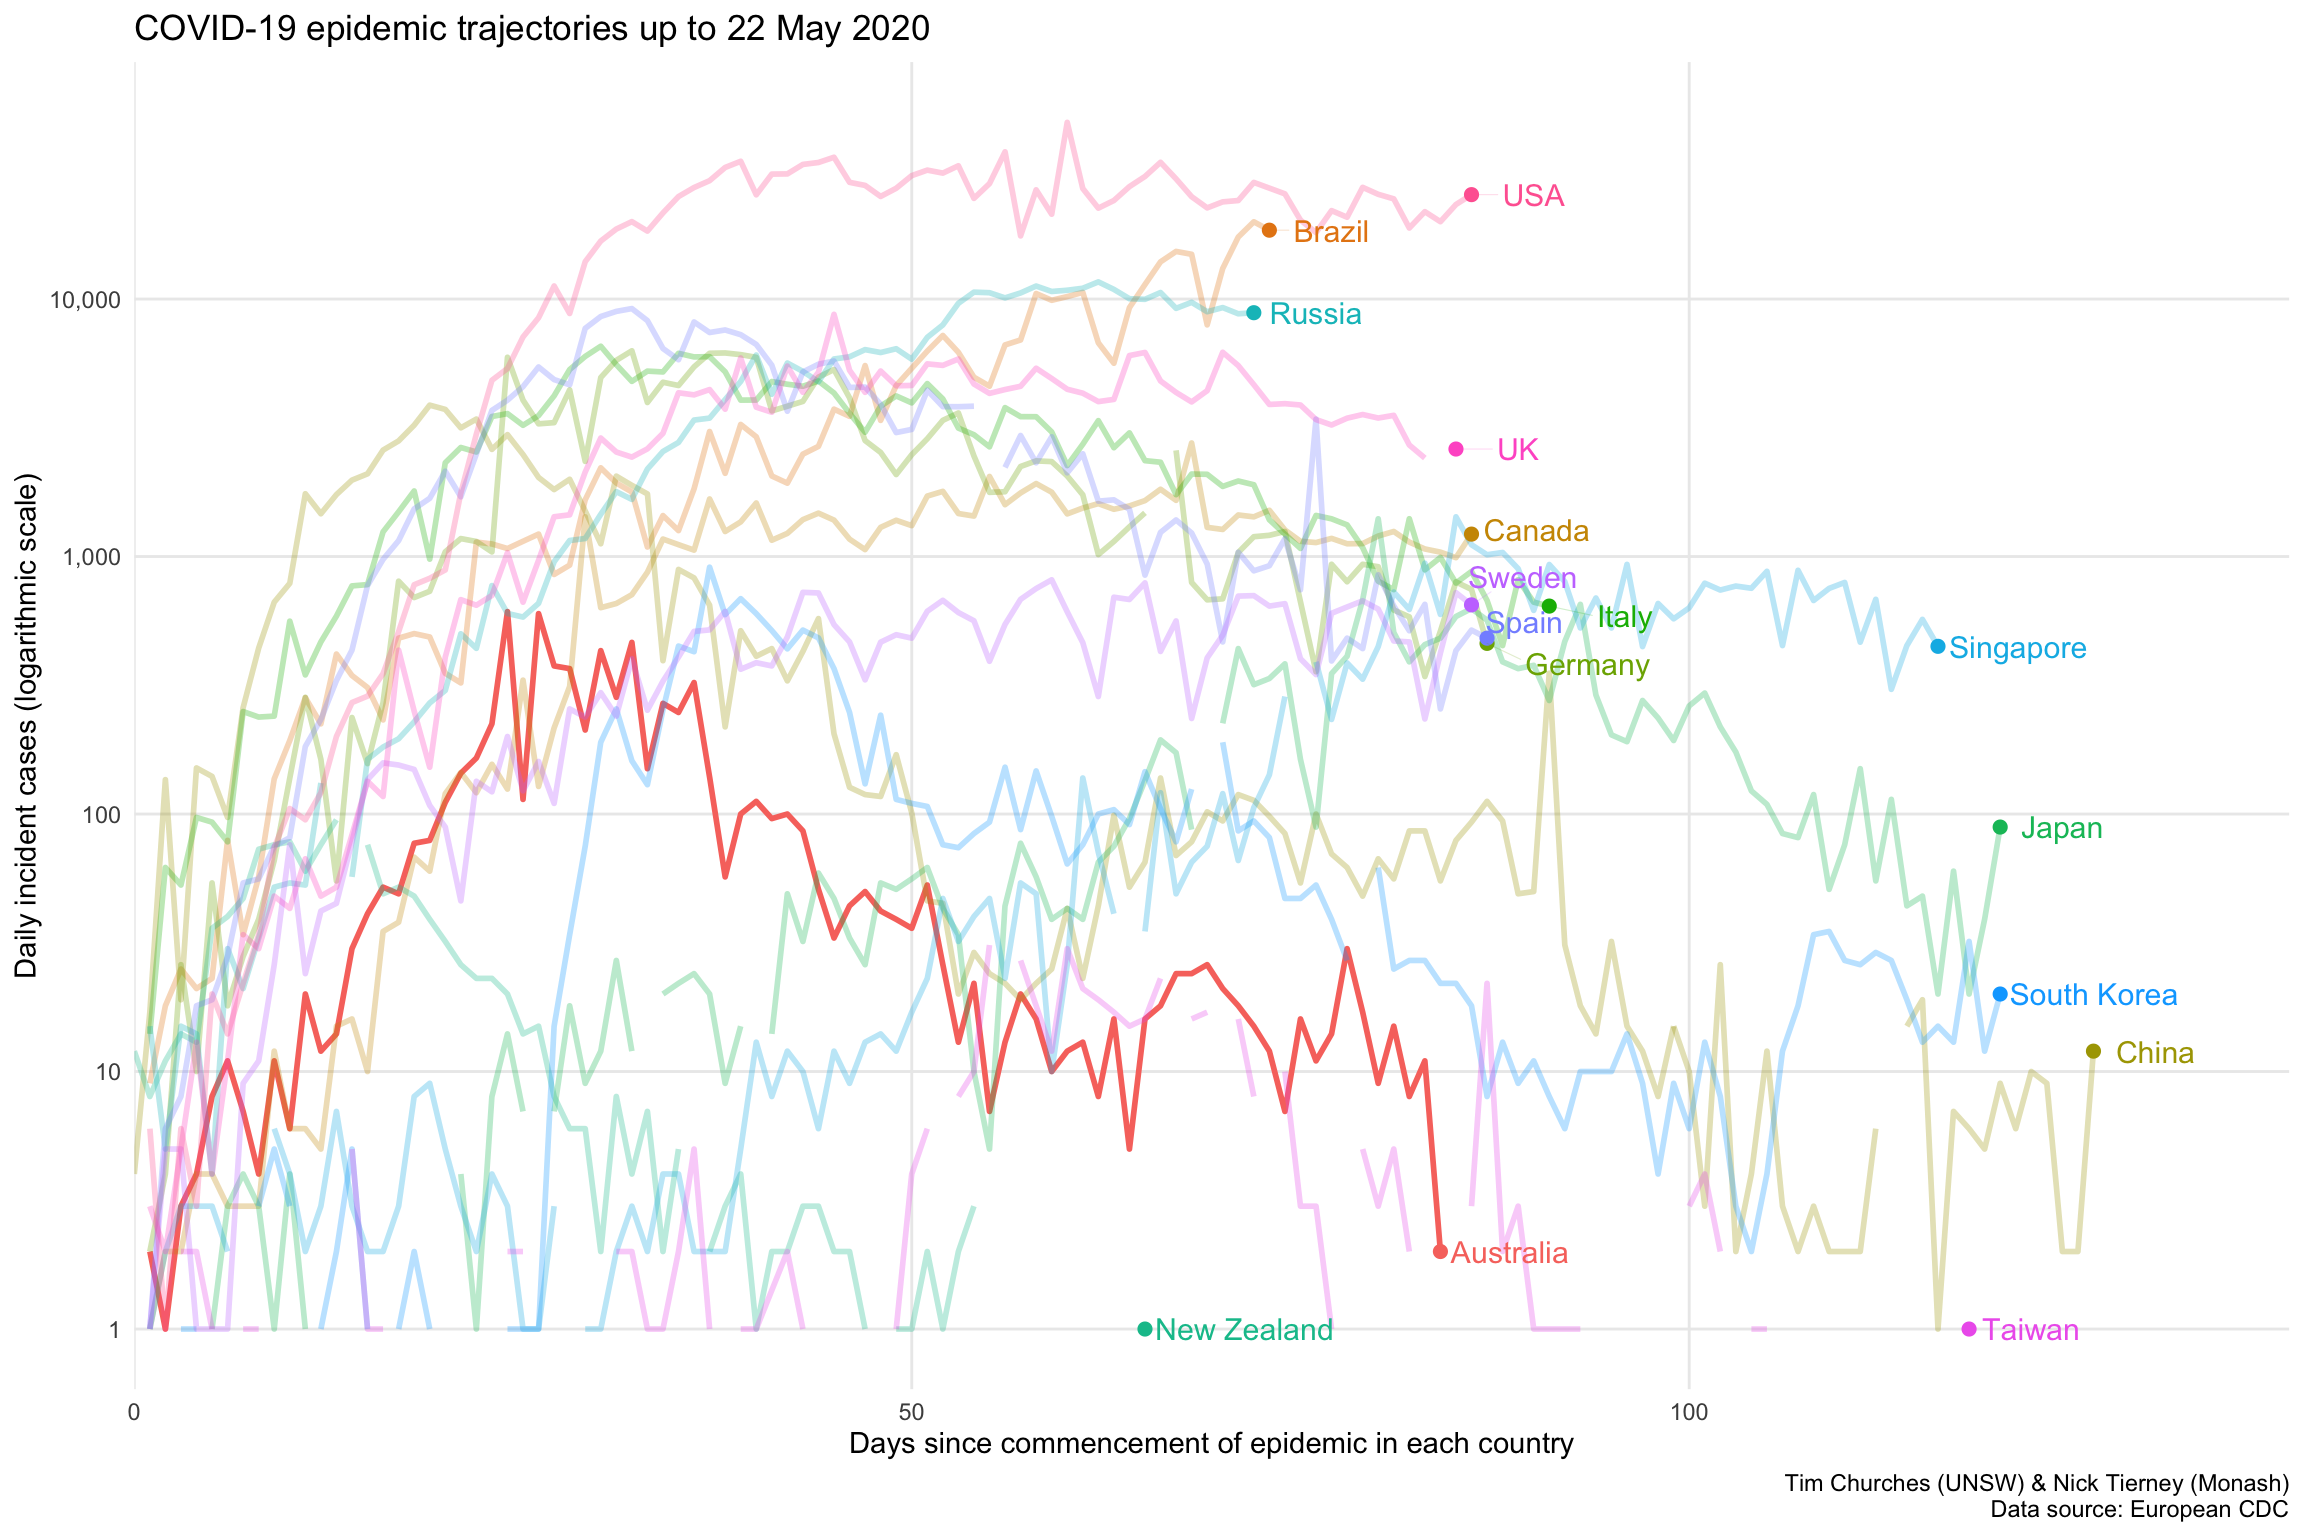 COVID-19 epidemic trajectories up to 22 May 2020
Daily incident cases (logarithmic scale)
10,000
1,000
100
10
1
USA
Brazil
Russia
UK
Canada
Sweden
Italy
Spain
Singapore
Germany
Japan
South Korea
China
Australia
New Zealand
Taiwan
0
50
100
Days since commencement of epidemic in each country
Tim Churches (UNSW) & Nick Tierney (Monash)
Data source: European CDC